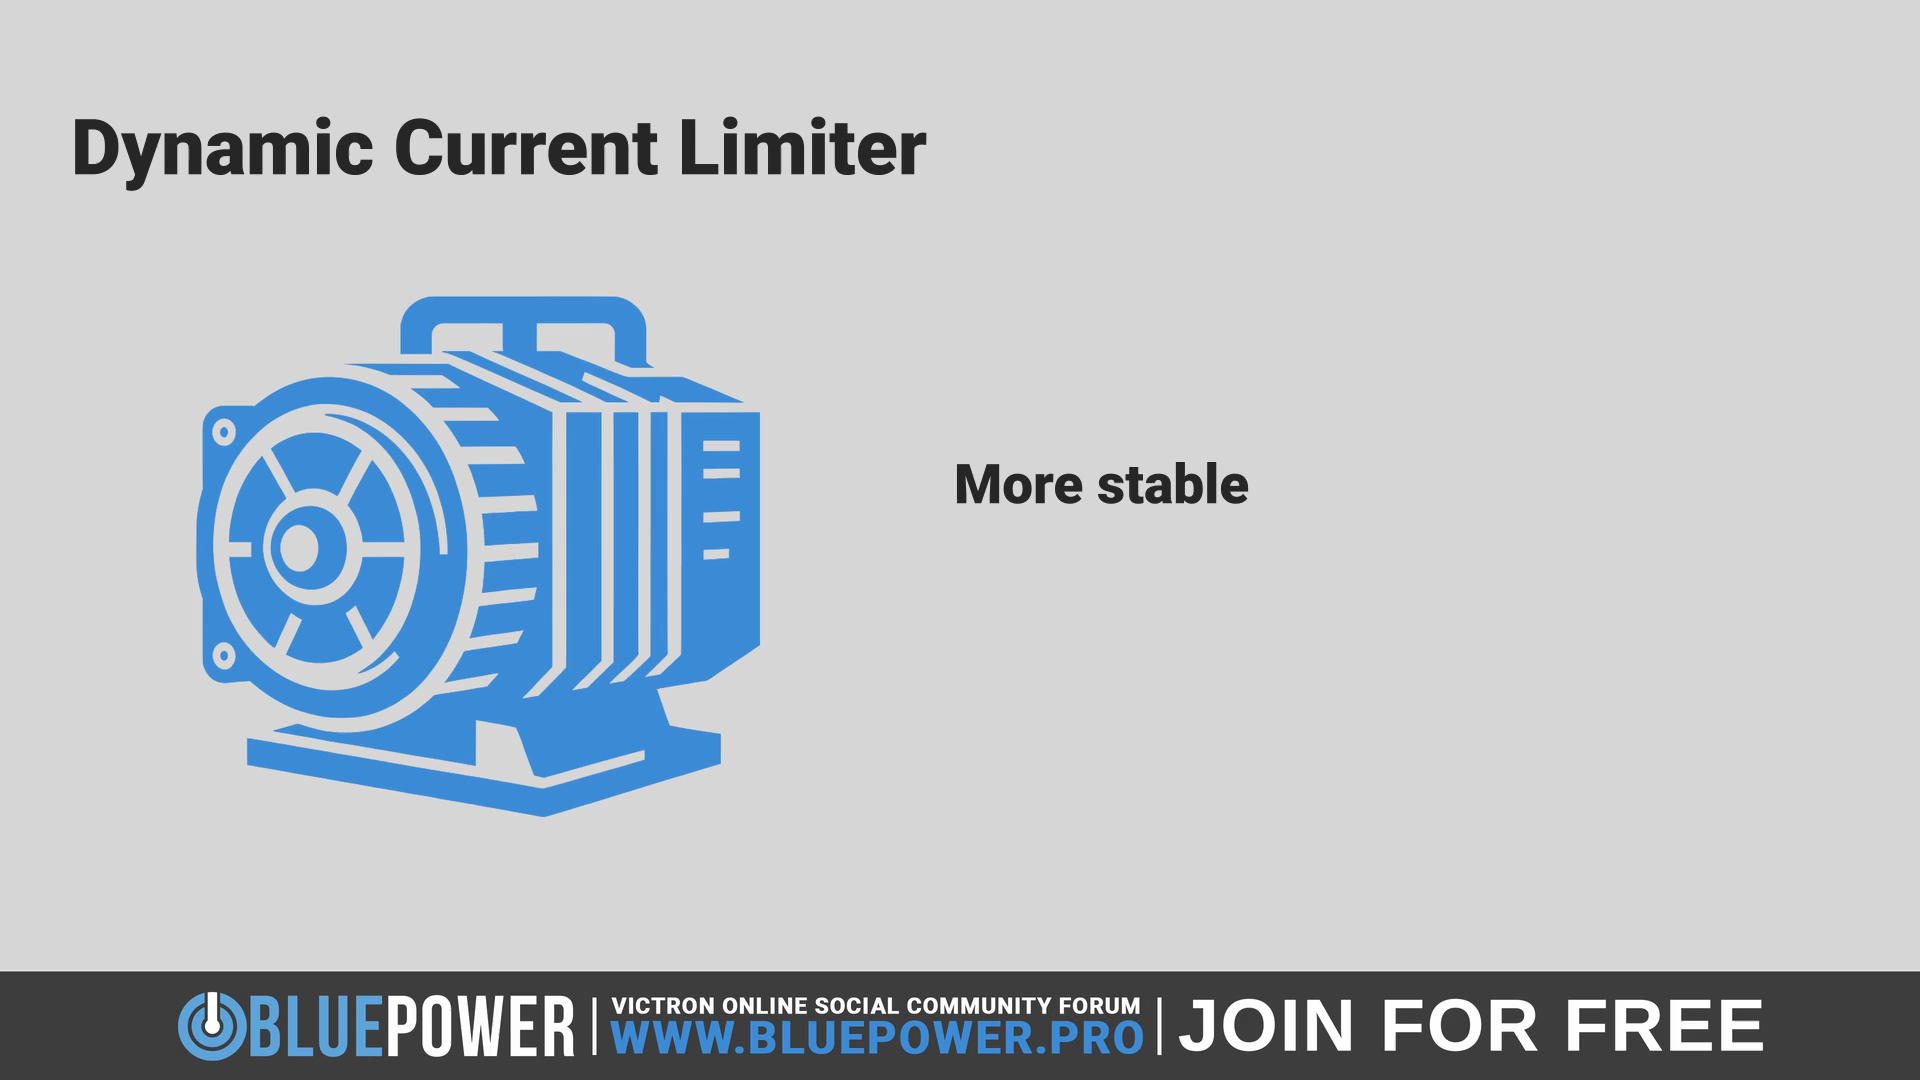 Dynamic Current Limiter
More stable
BLUEPOWER
VICTRON ONLINE SOCIAL COMMUNITY FORUM
WWW.BLUEPOWER.PRO
JOIN FOR FREE